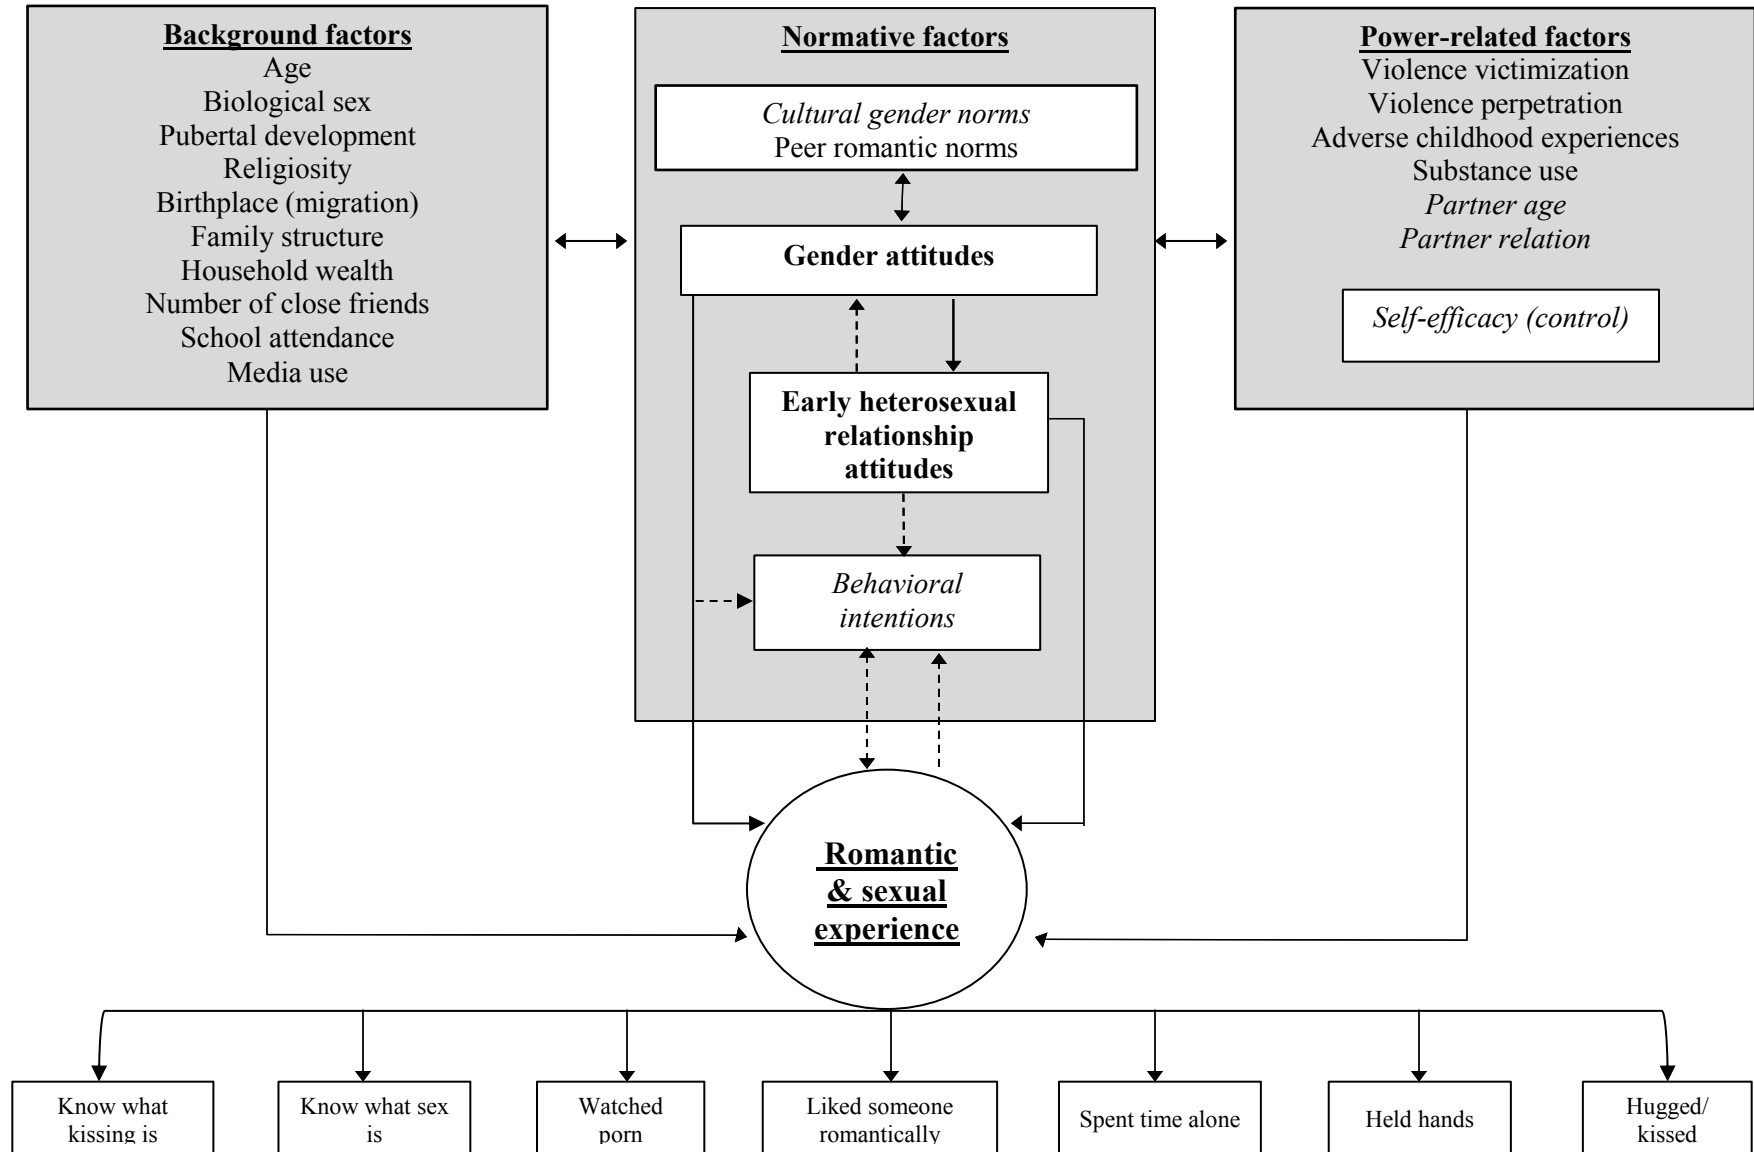 Background factors
Age
Biological sex
Pubertal development
Religiosity
Birthplace (migration)
Family structure
Household wealth
Number of close friends
School attendance
Media use
Normative factors
Cultural gender norms
Peer romantic norms
Gender attitudes
Early heterosexual
relationship
attitudes
Behavioral
intentions
Power-related factors
Violence victimization
Violence perpetration
Adverse childhood experiences
Substance use
Partner age
Partner relation
Self-efficacy (control)
Romantic
& sexual
experience
Know what
kissing is
Know what sex
is
Watched
porn
Liked someone
romantically
Spent time alone
Held hands
Hugged/
kissed